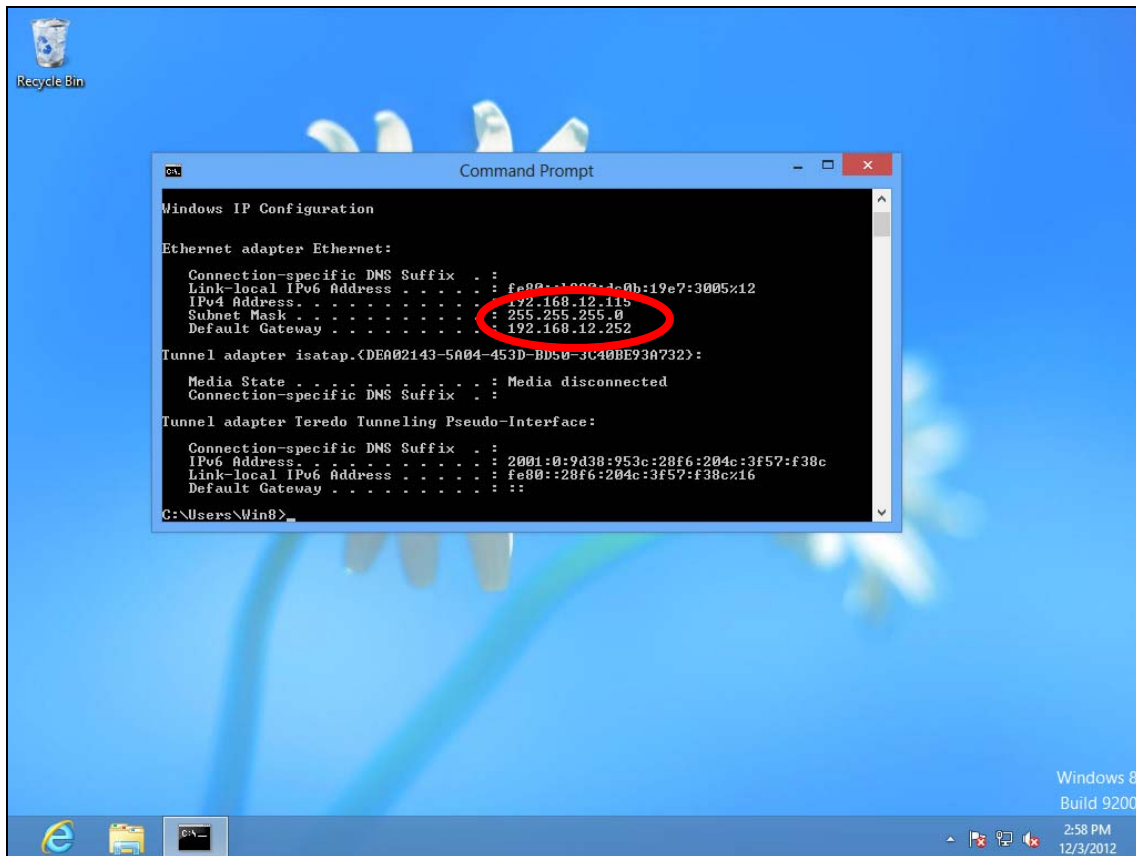 Recycle Bin
Command Prompt
Windows IP Configuration
Ethernet adapter Ethernet:
Connection-specific DNS Suffix . :
Link-local IPv6 Address . . . . . :
IPv4 Address. . . . . . . . . . . : 192.168.12.115
Subnet Mask . . . . . . . . . . . : 255.255.255.0
Default Gateway . . . . . . . . . : 192.168.12.252
Tunnel adapter isatap.{DEA02143-5A04-453D-BD50-3C40BE93A732}:
Media State . . . . . . . . . . . : Media disconnected
Connection-specific DNS Suffix . :
Tunnel adapter Teredo Tunneling Pseudo-Interface:
Connection-specific DNS Suffix . :
IPv6 Address. . . . . . . . . . . : 2001:0:9d38:953c:28f6:204c:3f57:f38c
Link-local IPv6 Address . . . . . : fe80::28f6:204c:3f57:f38c%16
Default Gateway . . . . . . . . . : ::
C:\Users\Win8>_
Windows 8
Build 9200
2:58 PM
12/3/2012